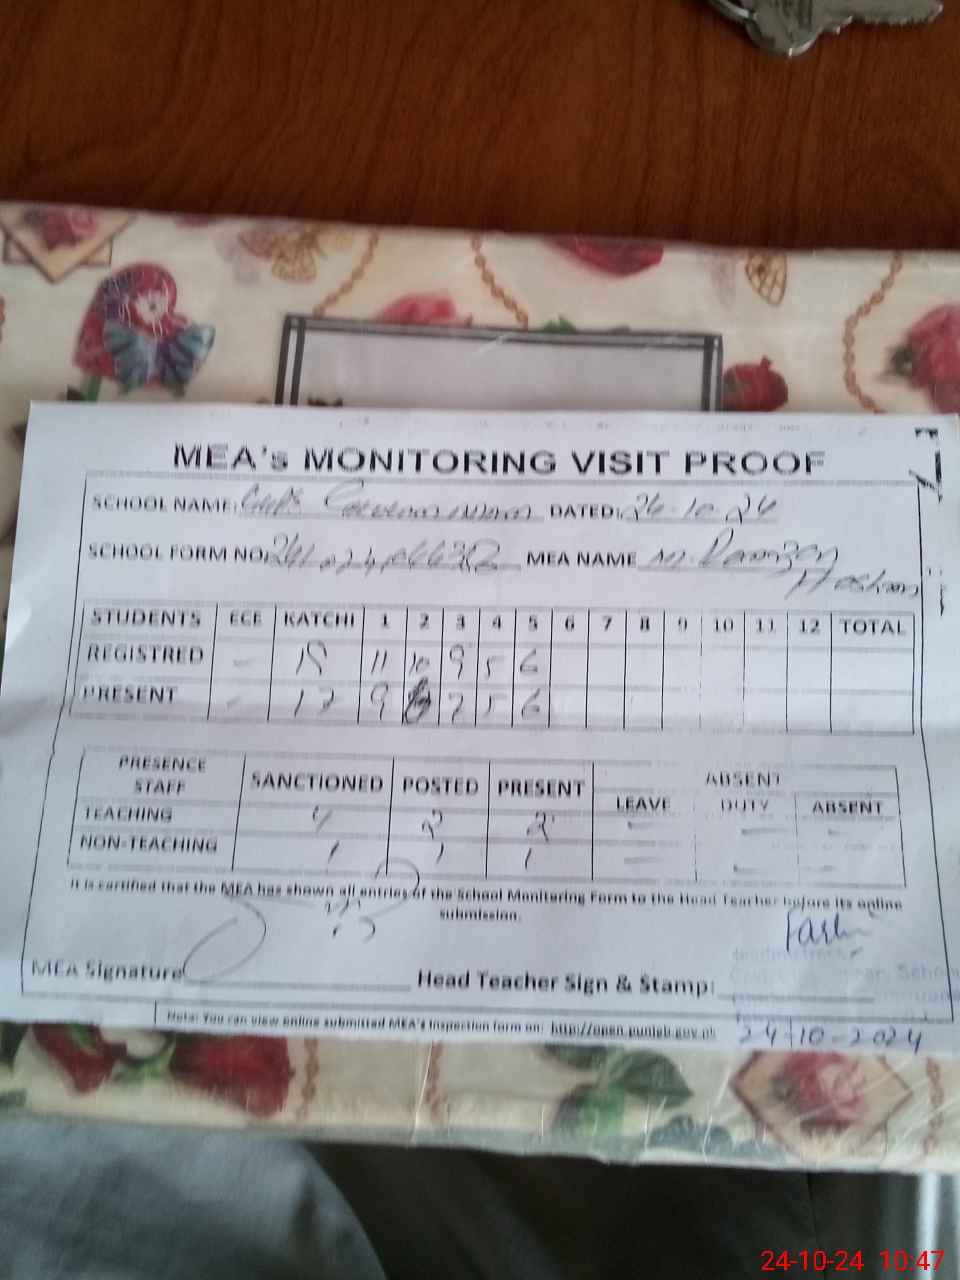 MEA's MONITORING VISIT PROOF
SCHOOL NAME: DATED: 24-10-24
SCHOOL FORM NO: MEA NAME
STUDENTS ECE KATCHI 1 2 3 4 5 6 7 8 9 10 11 12 TOTAL
REGISTRED - 11 10 9 5 6
PRESENT - 17 9 7 5 6
PRESENCE STAFF SANCTIONED POSTED PRESENT ABSENT
LEAVE DUTY ABSENT
TEACHING 4 2 2 - - -
NON-TEACHING 1 1 1 - - -
It is certified that the MEA has shown all entries of the School Monitoring Form to the Head Teacher before its online
submission.
MEA Signature Head Teacher Sign & Stamp:
Note: You can view online submitted MEA's inspection form on: http://open.punjab.gov.pk
24-10-2024
24-10-24 10:47